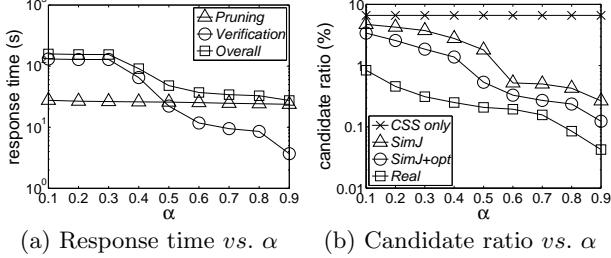 response time (s)
10³
10²
10¹
10⁰
Pruning
Verification
Overall
0.1 0.2 0.3 0.4 0.5 0.6 0.7 0.8 0.9
α
(a) Response time vs. α
candidate ratio (%)
10
1
0.1
0.01
CSS only
SimJ
SimJ+opt
Real
0.1 0.2 0.3 0.4 0.5 0.6 0.7 0.8 0.9
α
(b) Candidate ratio vs. α